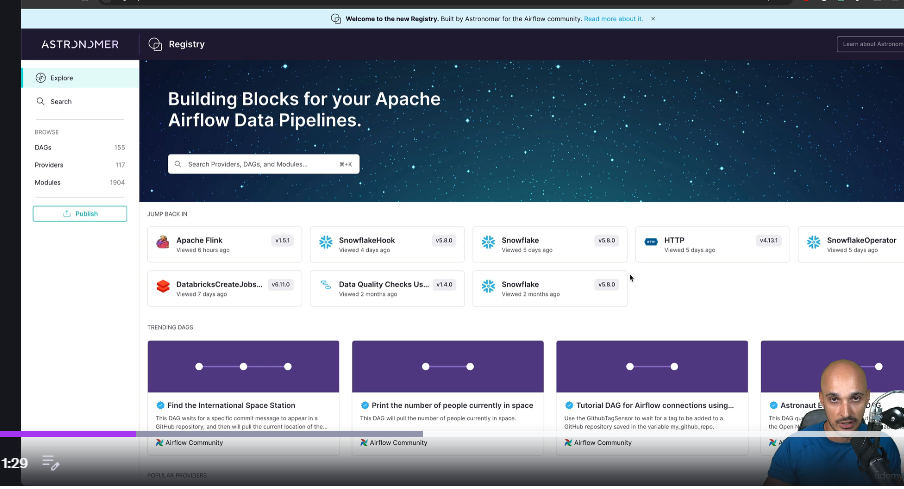 Welcome to the new Registry. Built by Astronomer for the Airflow community. Read more about it. ×
ASTRONOMER
Registry
Learn about Astronom
Explore
Search
BROWSE
DAGs 155
Providers 117
Modules 1904
Publish
Building Blocks for your Apache
Airflow Data Pipelines.
Search Providers, DAGs, and Modules... ⌘+K
JUMP BACK IN
Apache Flink v1.5.1
Viewed 6 hours ago
SnowflakeHook v5.8.0
Viewed 4 days ago
Snowflake v5.8.0
Viewed 5 days ago
HTTP v4.13.1
Viewed 5 days ago
SnowflakeOperator
Viewed 5 days ago
DatabricksCreateJobs... v6.11.0
Viewed 7 days ago
Data Quality Checks Us... v1.4.0
Viewed 2 months ago
Snowflake v5.8.0
Viewed 2 months ago
TRENDING DAGS
Find the International Space Station
This DAG waits for a specific commit message to appear in a
GitHub repository, and then will pull the current location of the...
Airflow Community
Print the number of people currently in space
This DAG will pull the number of people currently in space.
Airflow Community
Tutorial DAG for Airflow connections using...
Use the GithubTagSensor to wait for a tag to be added to a
GitHub repository saved in the variable my_github_repo.
Airflow Community
Astronaut
This DAG
the Open N
1:29
POPULAR PROVIDERS